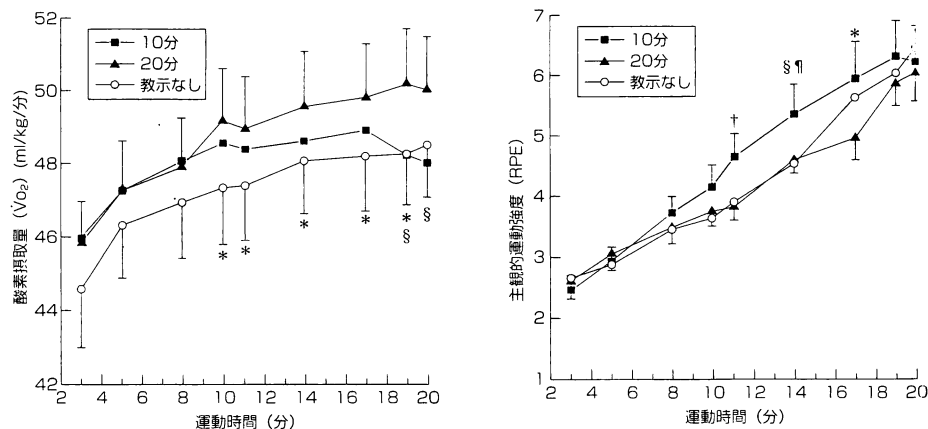 酸素摂取量 (V̇o₂) (ml/kg/分)
52
50
48
46
44
42
10分
20分
教示なし
*
*
*
*
*
§
§
2 4 6 8 10 12 14 16 18 20
運動時間 (分)
主観的運動強度 (RPE)
7
6
5
4
3
2
1
10分
20分
教示なし
†
§¶
*
2 4 6 8 10 12 14 16 18 20
運動時間 (分)